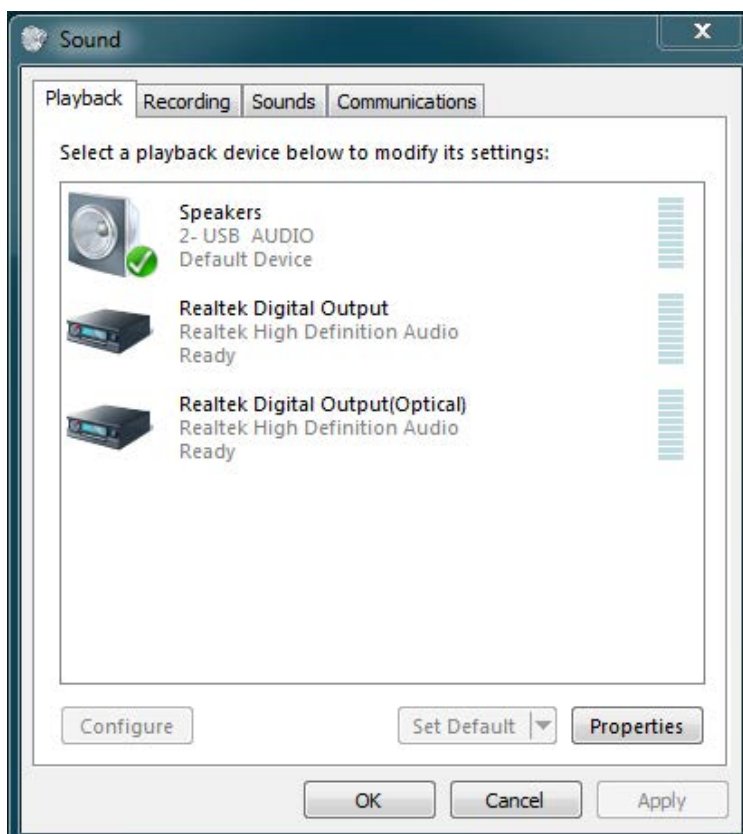 Sound
x
Playback Recording Sounds Communications
Select a playback device below to modify its settings:
Speakers
2- USB  AUDIO
Default Device
Realtek Digital Output
Realtek High Definition Audio
Ready
Realtek Digital Output(Optical)
Realtek High Definition Audio
Ready
Configure Set Default Properties
OK Cancel Apply